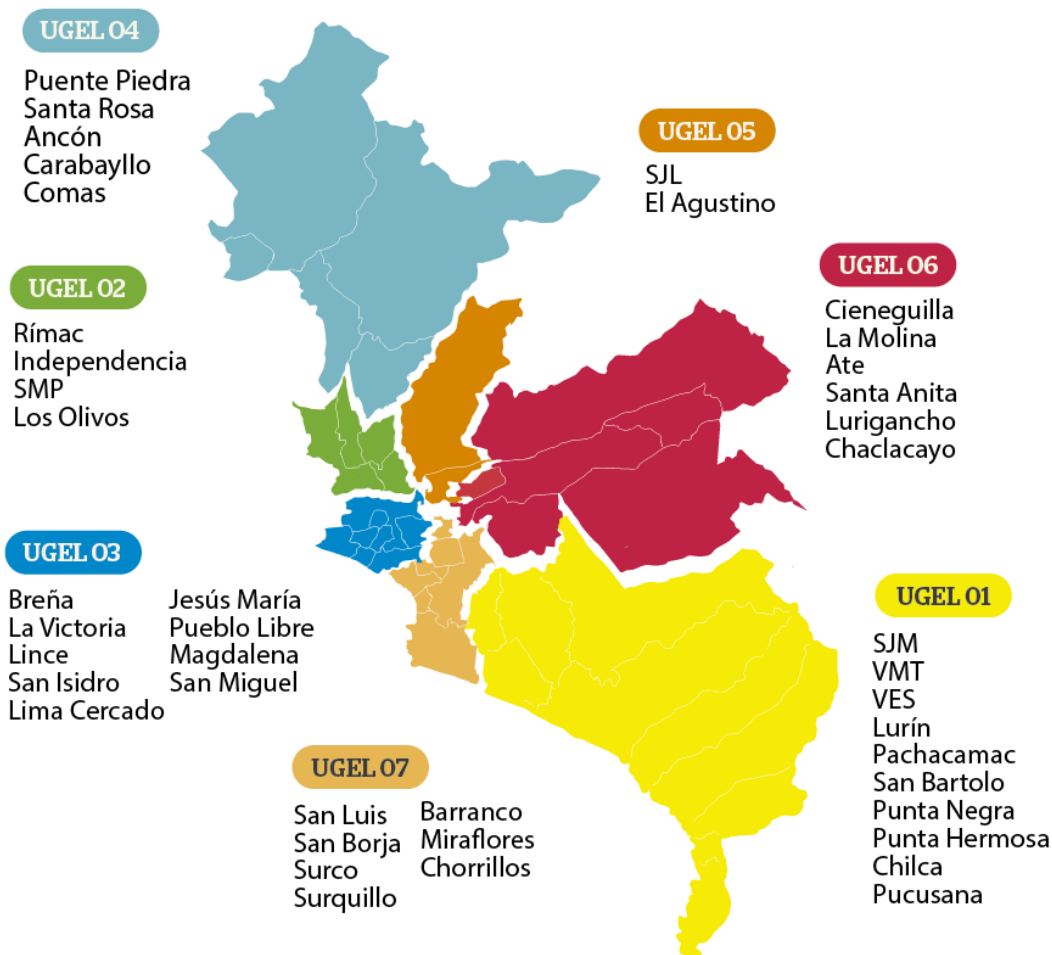 UGEL 04
Puente Piedra
Santa Rosa
Ancón
Carabayllo
Comas
UGEL 05
SJL
El Agustino
UGEL 02
Rímac
Independencia
SMP
Los Olivos
UGEL 06
Cieneguilla
La Molina
Ate
Santa Anita
Lurigancho
Chaclacayo
UGEL 03
Breña
La Victoria
Lince
San Isidro
Lima Cercado
Jesús María
Pueblo Libre
Magdalena
San Miguel
UGEL 01
SJM
VMT
VES
Lurín
Pachacamac
San Bartolo
Punta Negra
Punta Hermosa
Chilca
Pucusana
UGEL 07
San Luis
San Borja
Surco
Surquillo
Barranco
Miraflores
Chorrillos